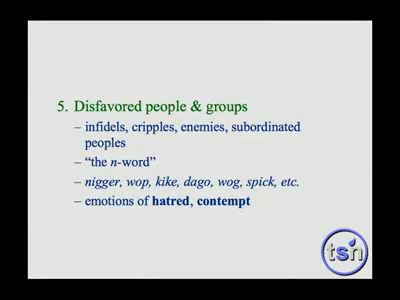 5. Disfavored people & groups
– infidels, cripples, enemies, subordinated
peoples
– “the n-word”
– nigger, wop, kike, dago, wog, spick, etc.
– emotions of hatred, contempt
tsn